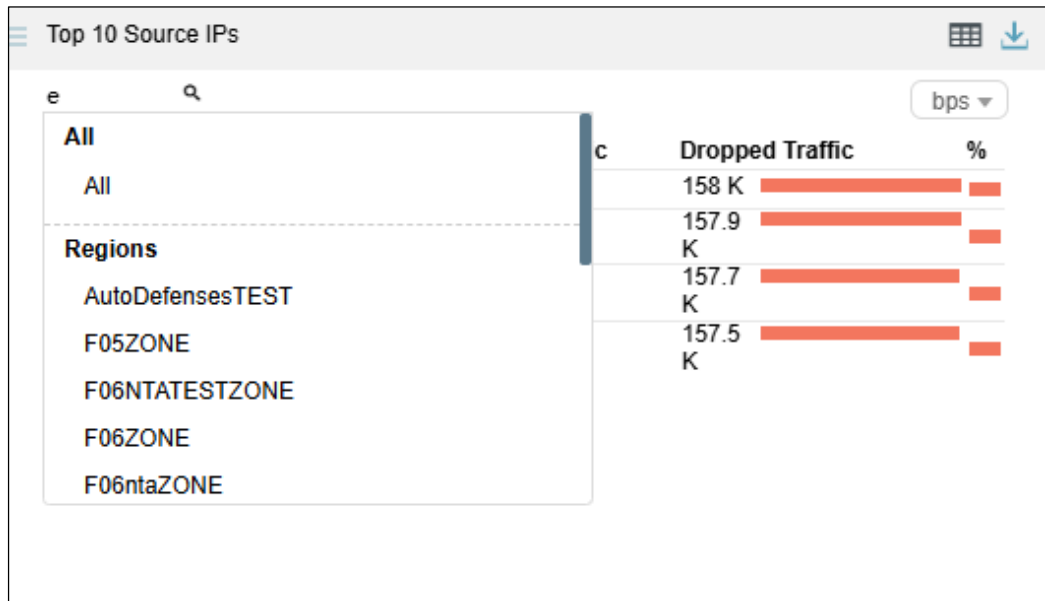 Top 10 Source IPs
e
bps
All
All
Regions
AutoDefensesTEST
F05ZONE
F06NTATESTZONE
F06ZONE
F06ntaZONE
c Dropped Traffic %
158 K
157.9
K
157.7
K
157.5
K